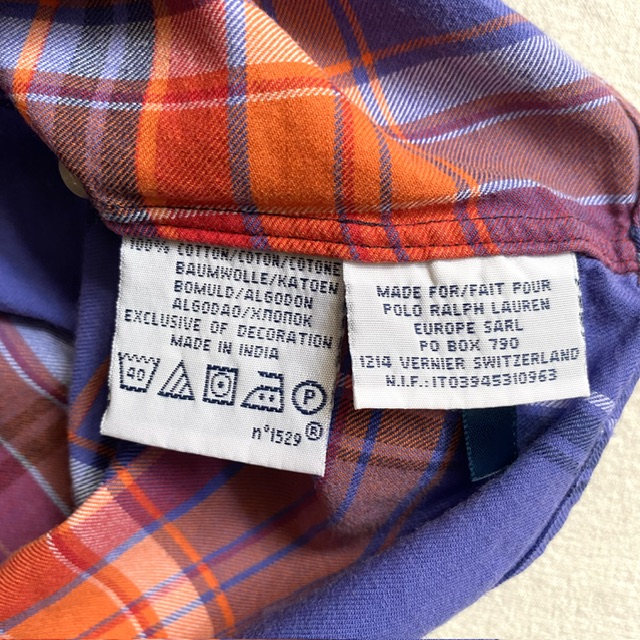 100% COTTON/COTON/COTONE
BAUMWOLLE/KATOEN
BOMULD/ALGODON
ALGODAO/ХЛОПОК
EXCLUSIVE OF DECORATION
MADE IN INDIA
40 P
n°1529 ®
MADE FOR/FAIT POUR
POLO RALPH LAUREN
EUROPE SARL
PO BOX 790
1214 VERNIER SWITZERLAND
N.I.F.: IT03945310963